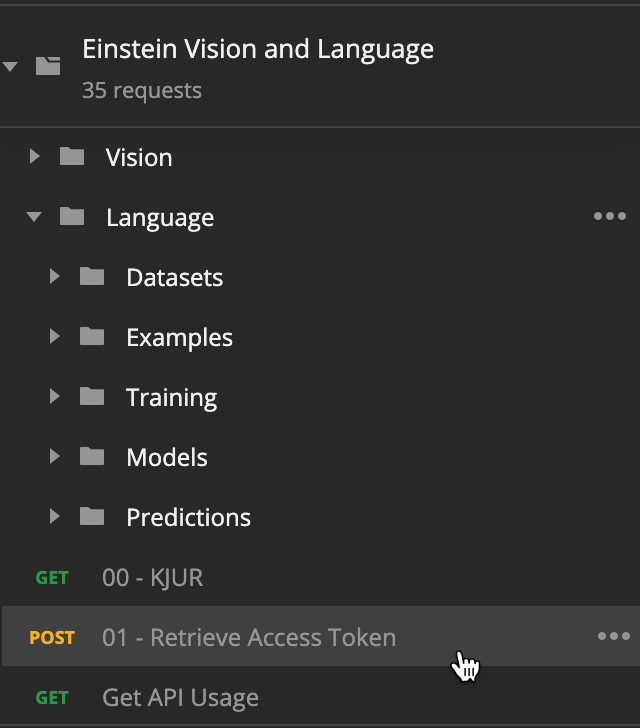 Einstein Vision and Language
35 requests
Vision
Language
Datasets
Examples
Training
Models
Predictions
GET 00 - KJUR
POST 01 - Retrieve Access Token
GET Get API Usage